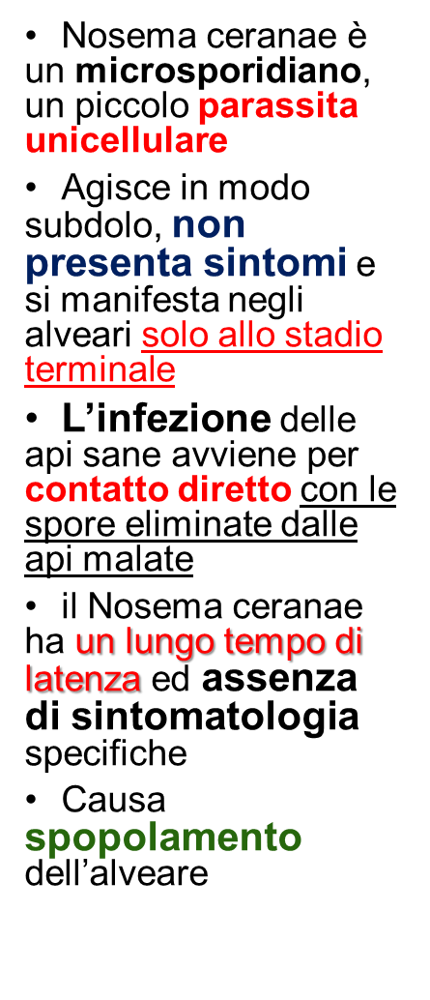 • Nosema ceranae è
un microsporidiano,
un piccolo parassita
unicellulare
• Agisce in modo
subdolo, non
presenta sintomi e
si manifesta negli
alveari solo allo stadio
terminale
• L’infezione delle
api sane avviene per
contatto diretto con le
spore eliminate dalle
api malate
• il Nosema ceranae
ha un lungo tempo di
latenza ed assenza
di sintomatologia
specifiche
• Causa
spopolamento
dell’alveare